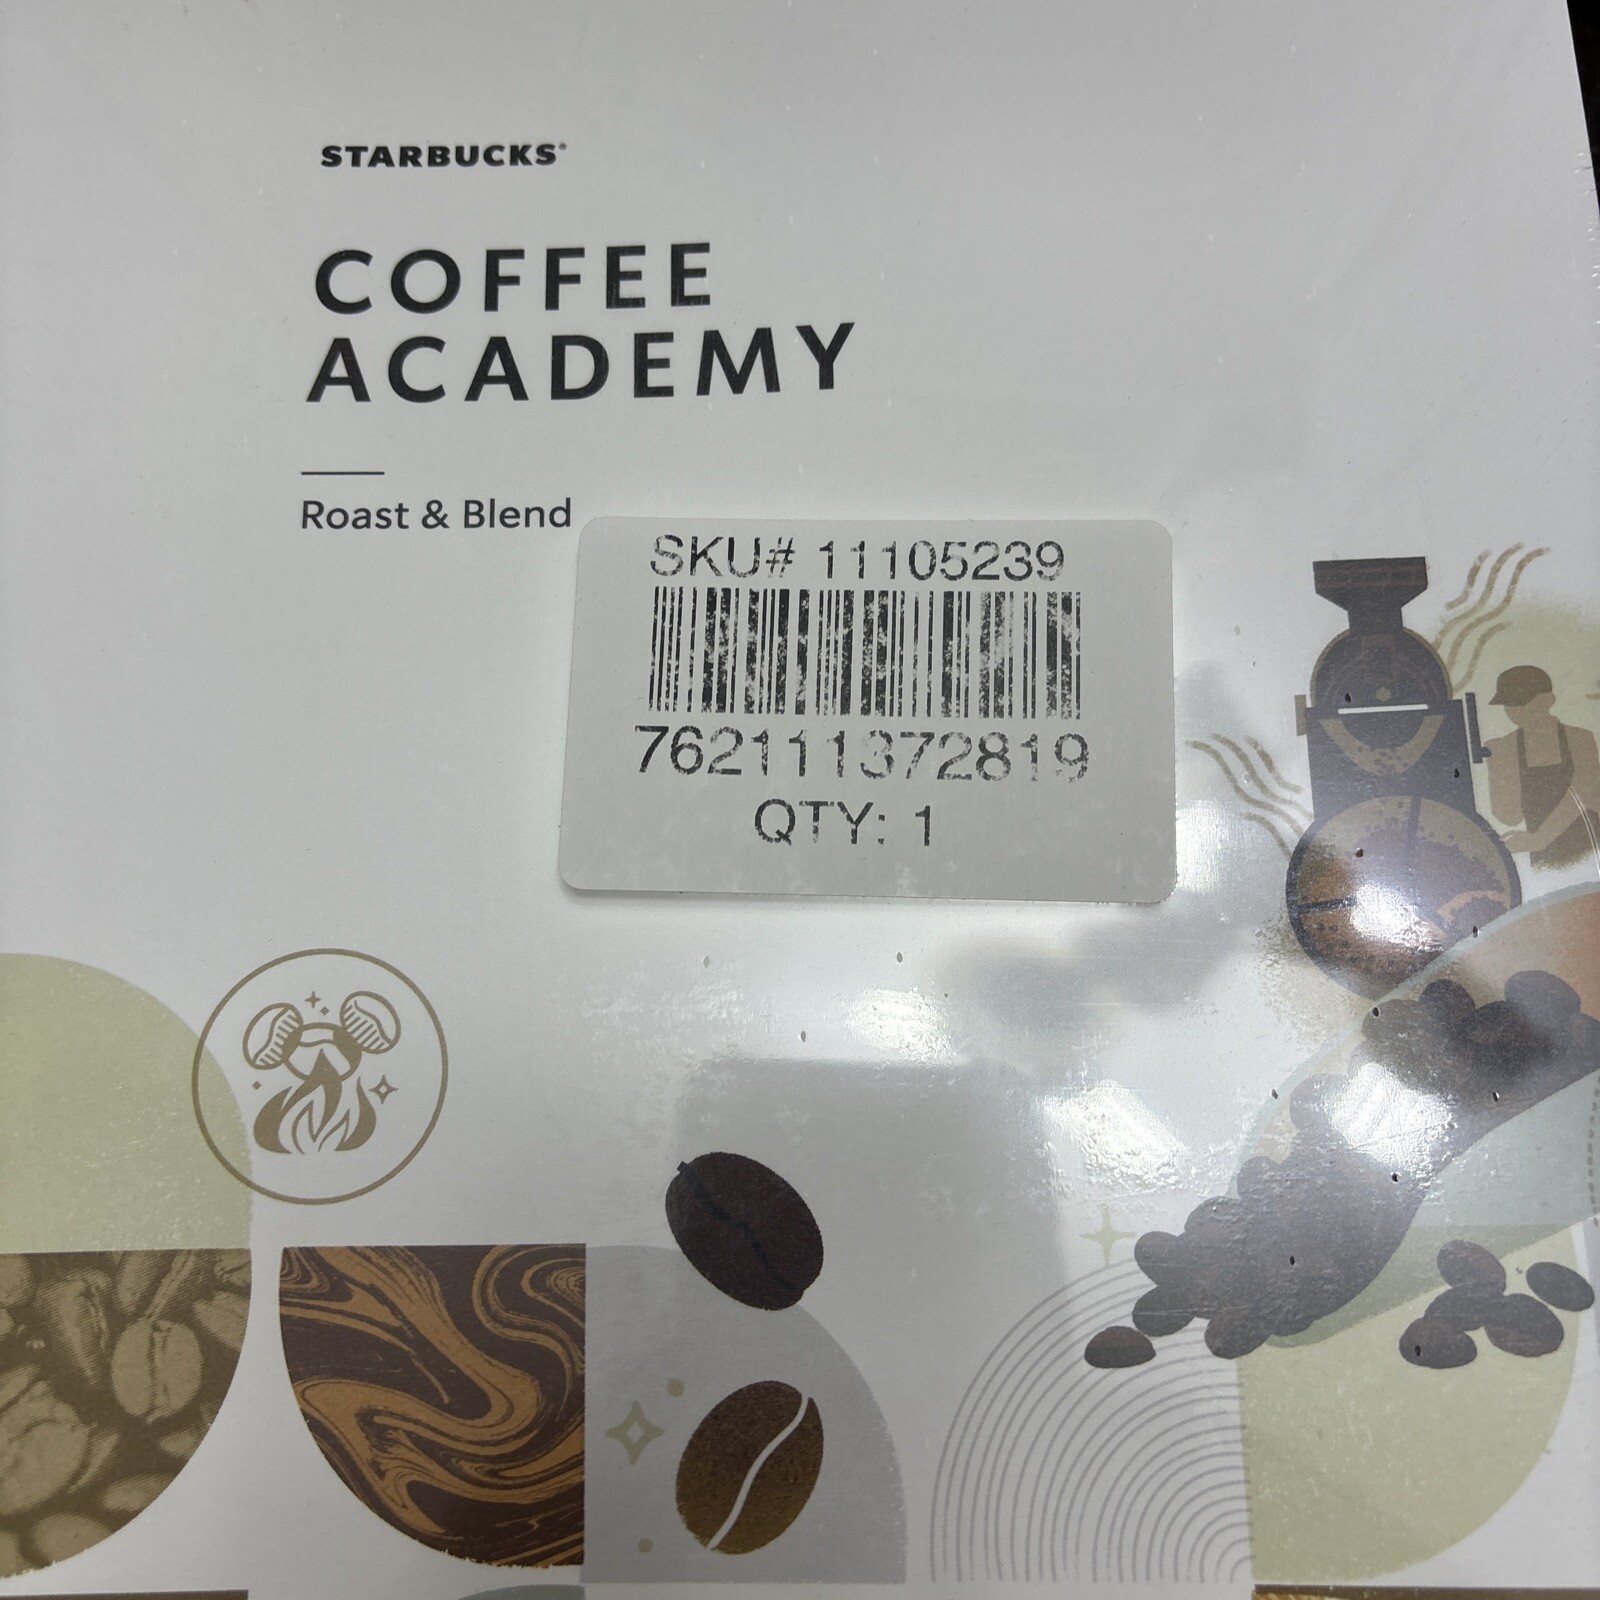 STARBUCKS®
COFFEE
ACADEMY
Roast & Blend
SKU# 11105239
762111372819
QTY: 1